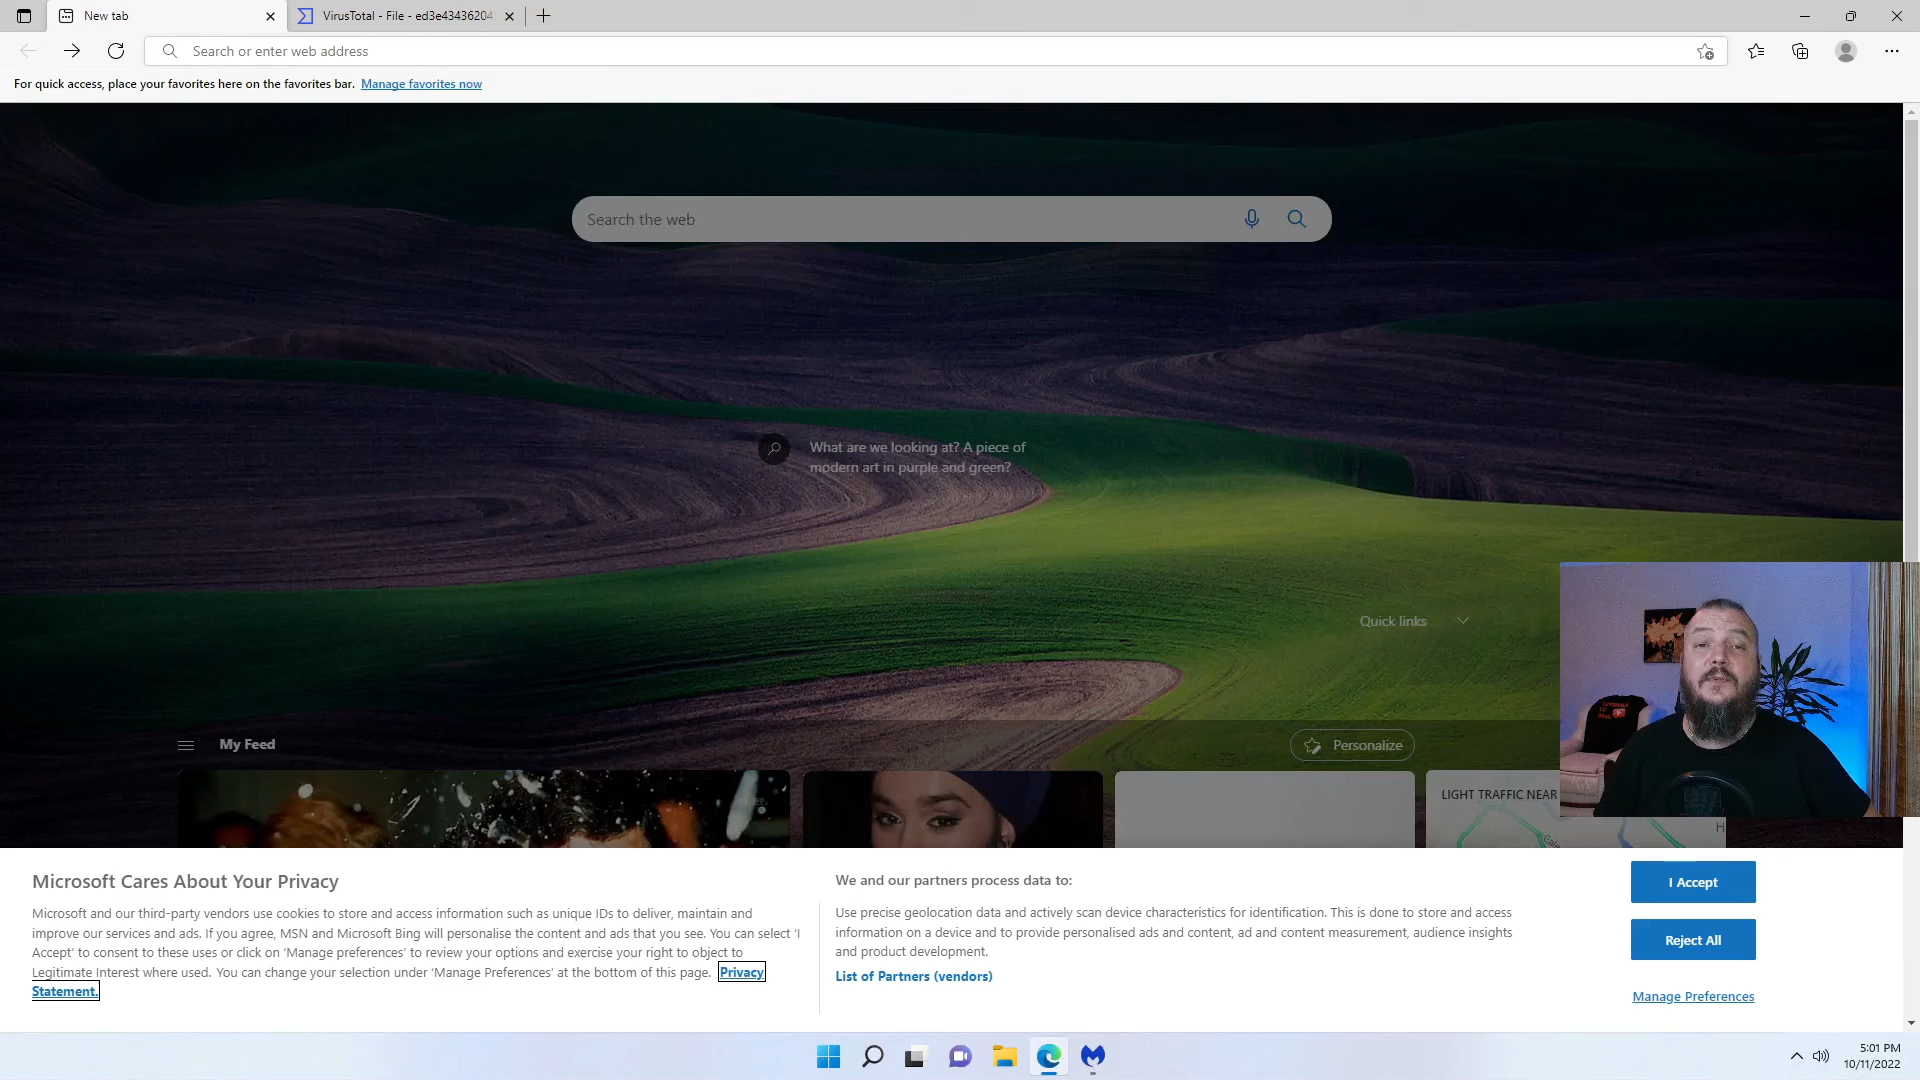 New tab
VirusTotal - File - ed3e43436204
Search or enter web address
For quick access, place your favorites here on the favorites bar. Manage favorites now
Search the web
What are we looking at? A piece of
modern art in purple and green?
Quick links
My Feed
Personalize
LIGHT TRAFFIC NEAR
H
Microsoft Cares About Your Privacy
Microsoft and our third-party vendors use cookies to store and access information such as unique IDs to deliver, maintain and
improve our services and ads. If you agree, MSN and Microsoft Bing will personalise the content and ads that you see. You can select ‘I
Accept’ to consent to these uses or click on ‘Manage preferences’ to review your options and exercise your right to object to
Legitimate Interest where used. You can change your selection under ‘Manage Preferences’ at the bottom of this page. Privacy
Statement.
We and our partners process data to:
Use precise geolocation data and actively scan device characteristics for identification. This is done to store and access
information on a device and to provide personalised ads and content, ad and content measurement, audience insights
and product development.
List of Partners (vendors)
I Accept
Reject All
Manage Preferences
5:01 PM
10/11/2022